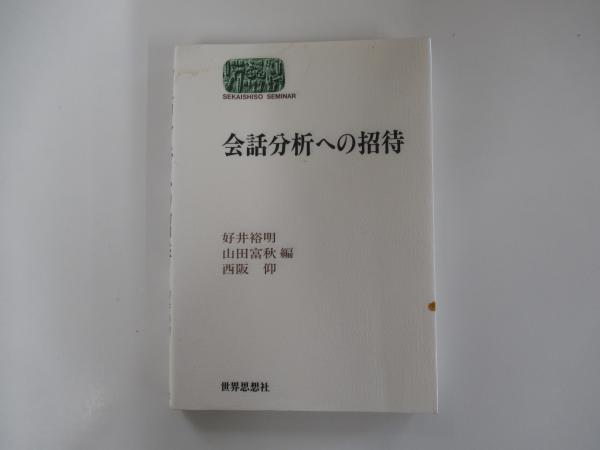 SEKAISHISO SEMINAR
会話分析への招待
好井裕明
山田富秋 編
西阪 仰
世界思想社